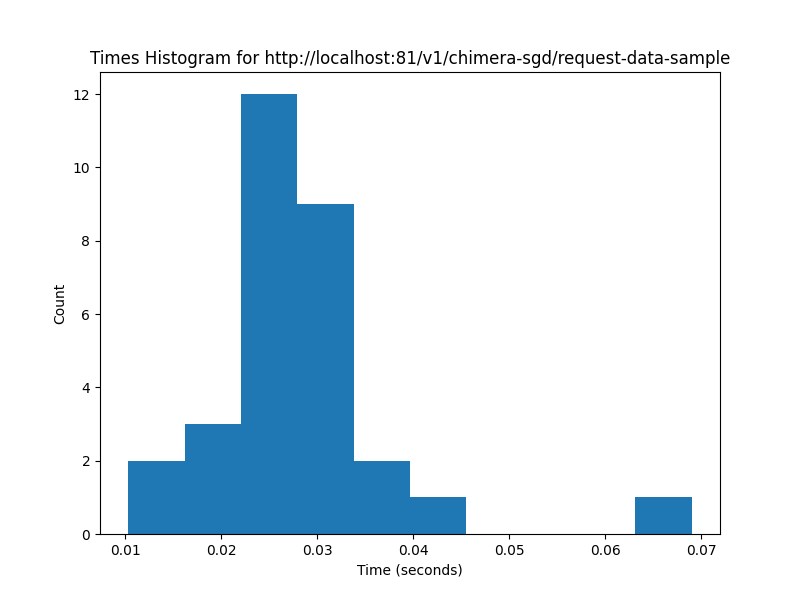 Times Histogram for http://localhost:81/v1/chimera-sgd/request-data-sample
12
10
8
6
4
2
0
Count
0.01 0.02 0.03 0.04 0.05 0.06 0.07
Time (seconds)